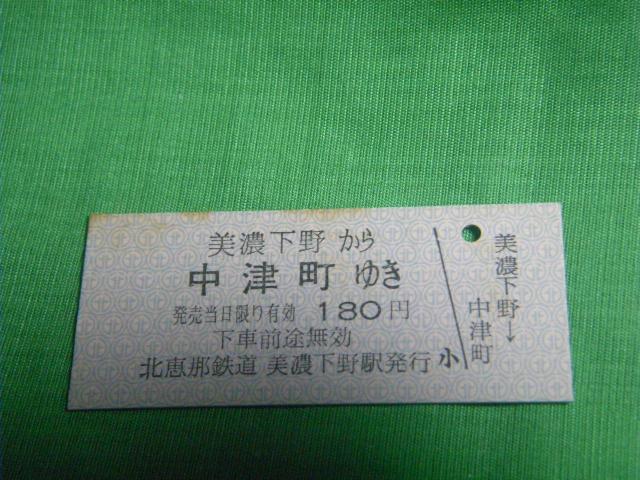 美濃下野から
中津町ゆき
発売当日限り有効 180円
下車前途無効
北恵那鉄道 美濃下野駅発行
小
美濃下野→
中津町